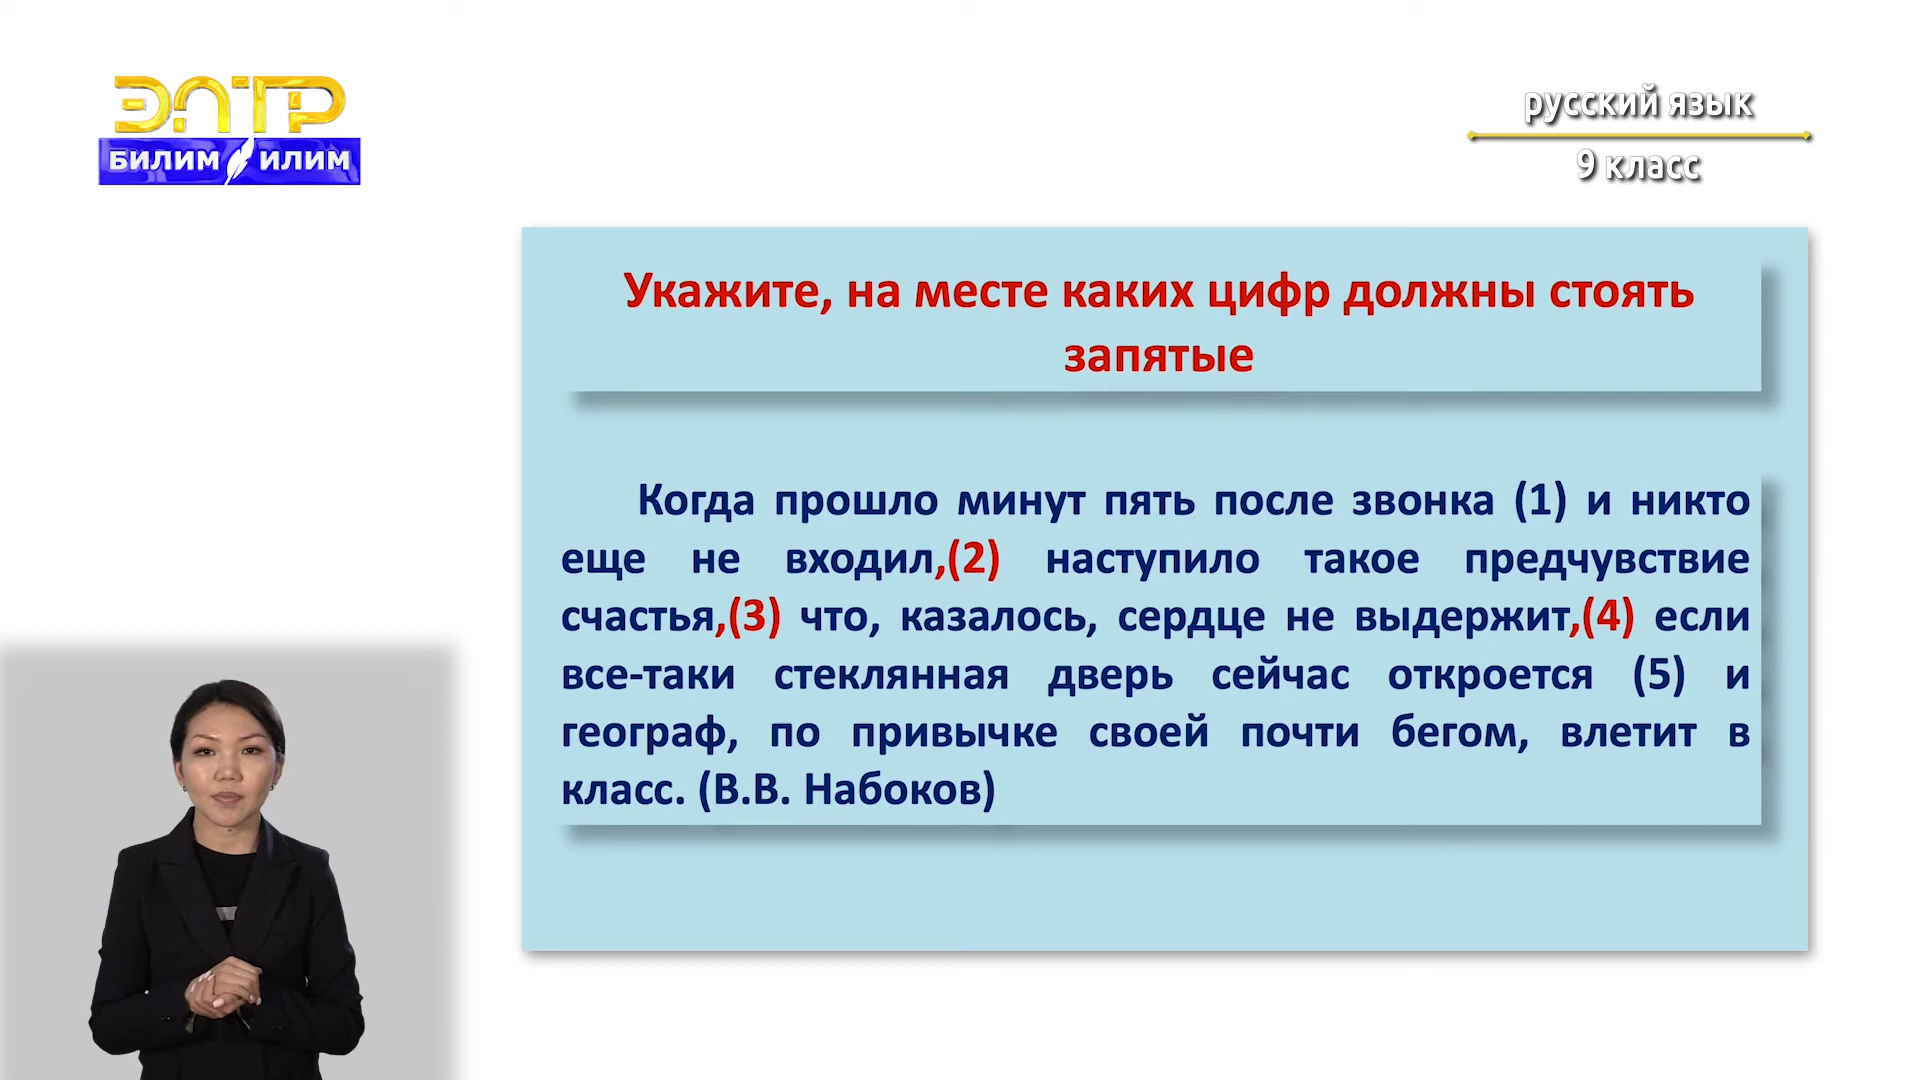 ЭЛТР
БИЛИМ ИЛИМ
русский язык
9 класс
Укажите, на месте каких цифр должны стоять
запятые
Когда прошло минут пять после звонка (1) и никто
еще не входил,(2) наступило такое предчувствие
счастья,(3) что, казалось, сердце не выдержит,(4) если
все-таки стеклянная дверь сейчас откроется (5) и
географ, по привычке своей почти бегом, влетит в
класс. (В.В. Набоков)